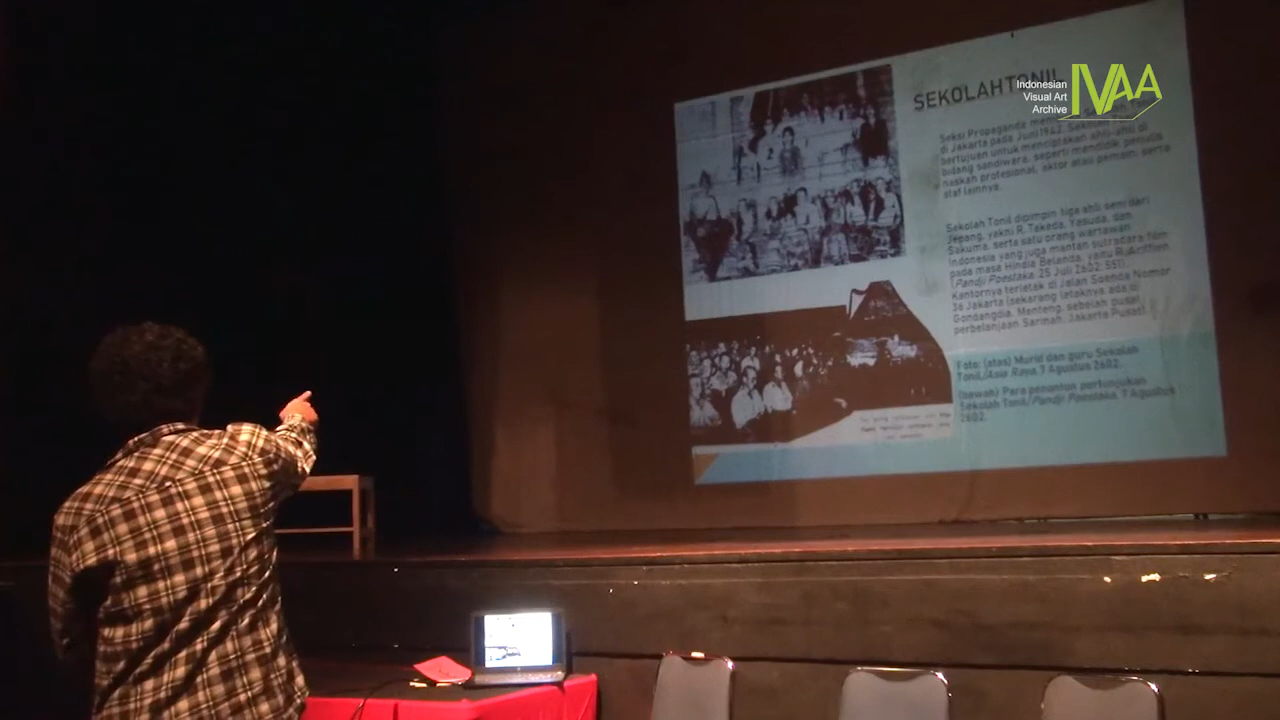 Indonesian
Visual Art
Archive
IVAA
SEKOLAH TONIL
Seksi Propaganda
di Jakarta pada Juni 1942. Sekolah
bertujuan untuk menciptakan ahli-ahli di
bidang sandiwara, seperti mendidik penulis
naskah profesional, aktor atau pemain, serta
staf lainnya.
Sekolah Tonil dipimpin tiga ahli seni dari
Jepang, yakni R. Takeda, Yasuda, dan
Sakuma, serta satu orang wartawan
Indonesia yang juga mantan sutradara film
pada masa Hindia Belanda, yaitu Rj. Ariffien
(Pandji Poestaka, 25 Juli 2602: 551).
Kantornya terletak di Jalan Soenda Nomor
36 Jakarta (sekarang letaknya ada di
Gondangdia, Menteng, sebelah pusat
perbelanjaan Sarinah, Jakarta Pusat).
Foto: (atas) Murid dan guru Sekolah
Tonil/Asia Raya, 7 Agustus 2602.
(bawah) Para penonton pertunjukan
Sekolah Tonil/Pandji Poestaka, 7 Agustus
2602.